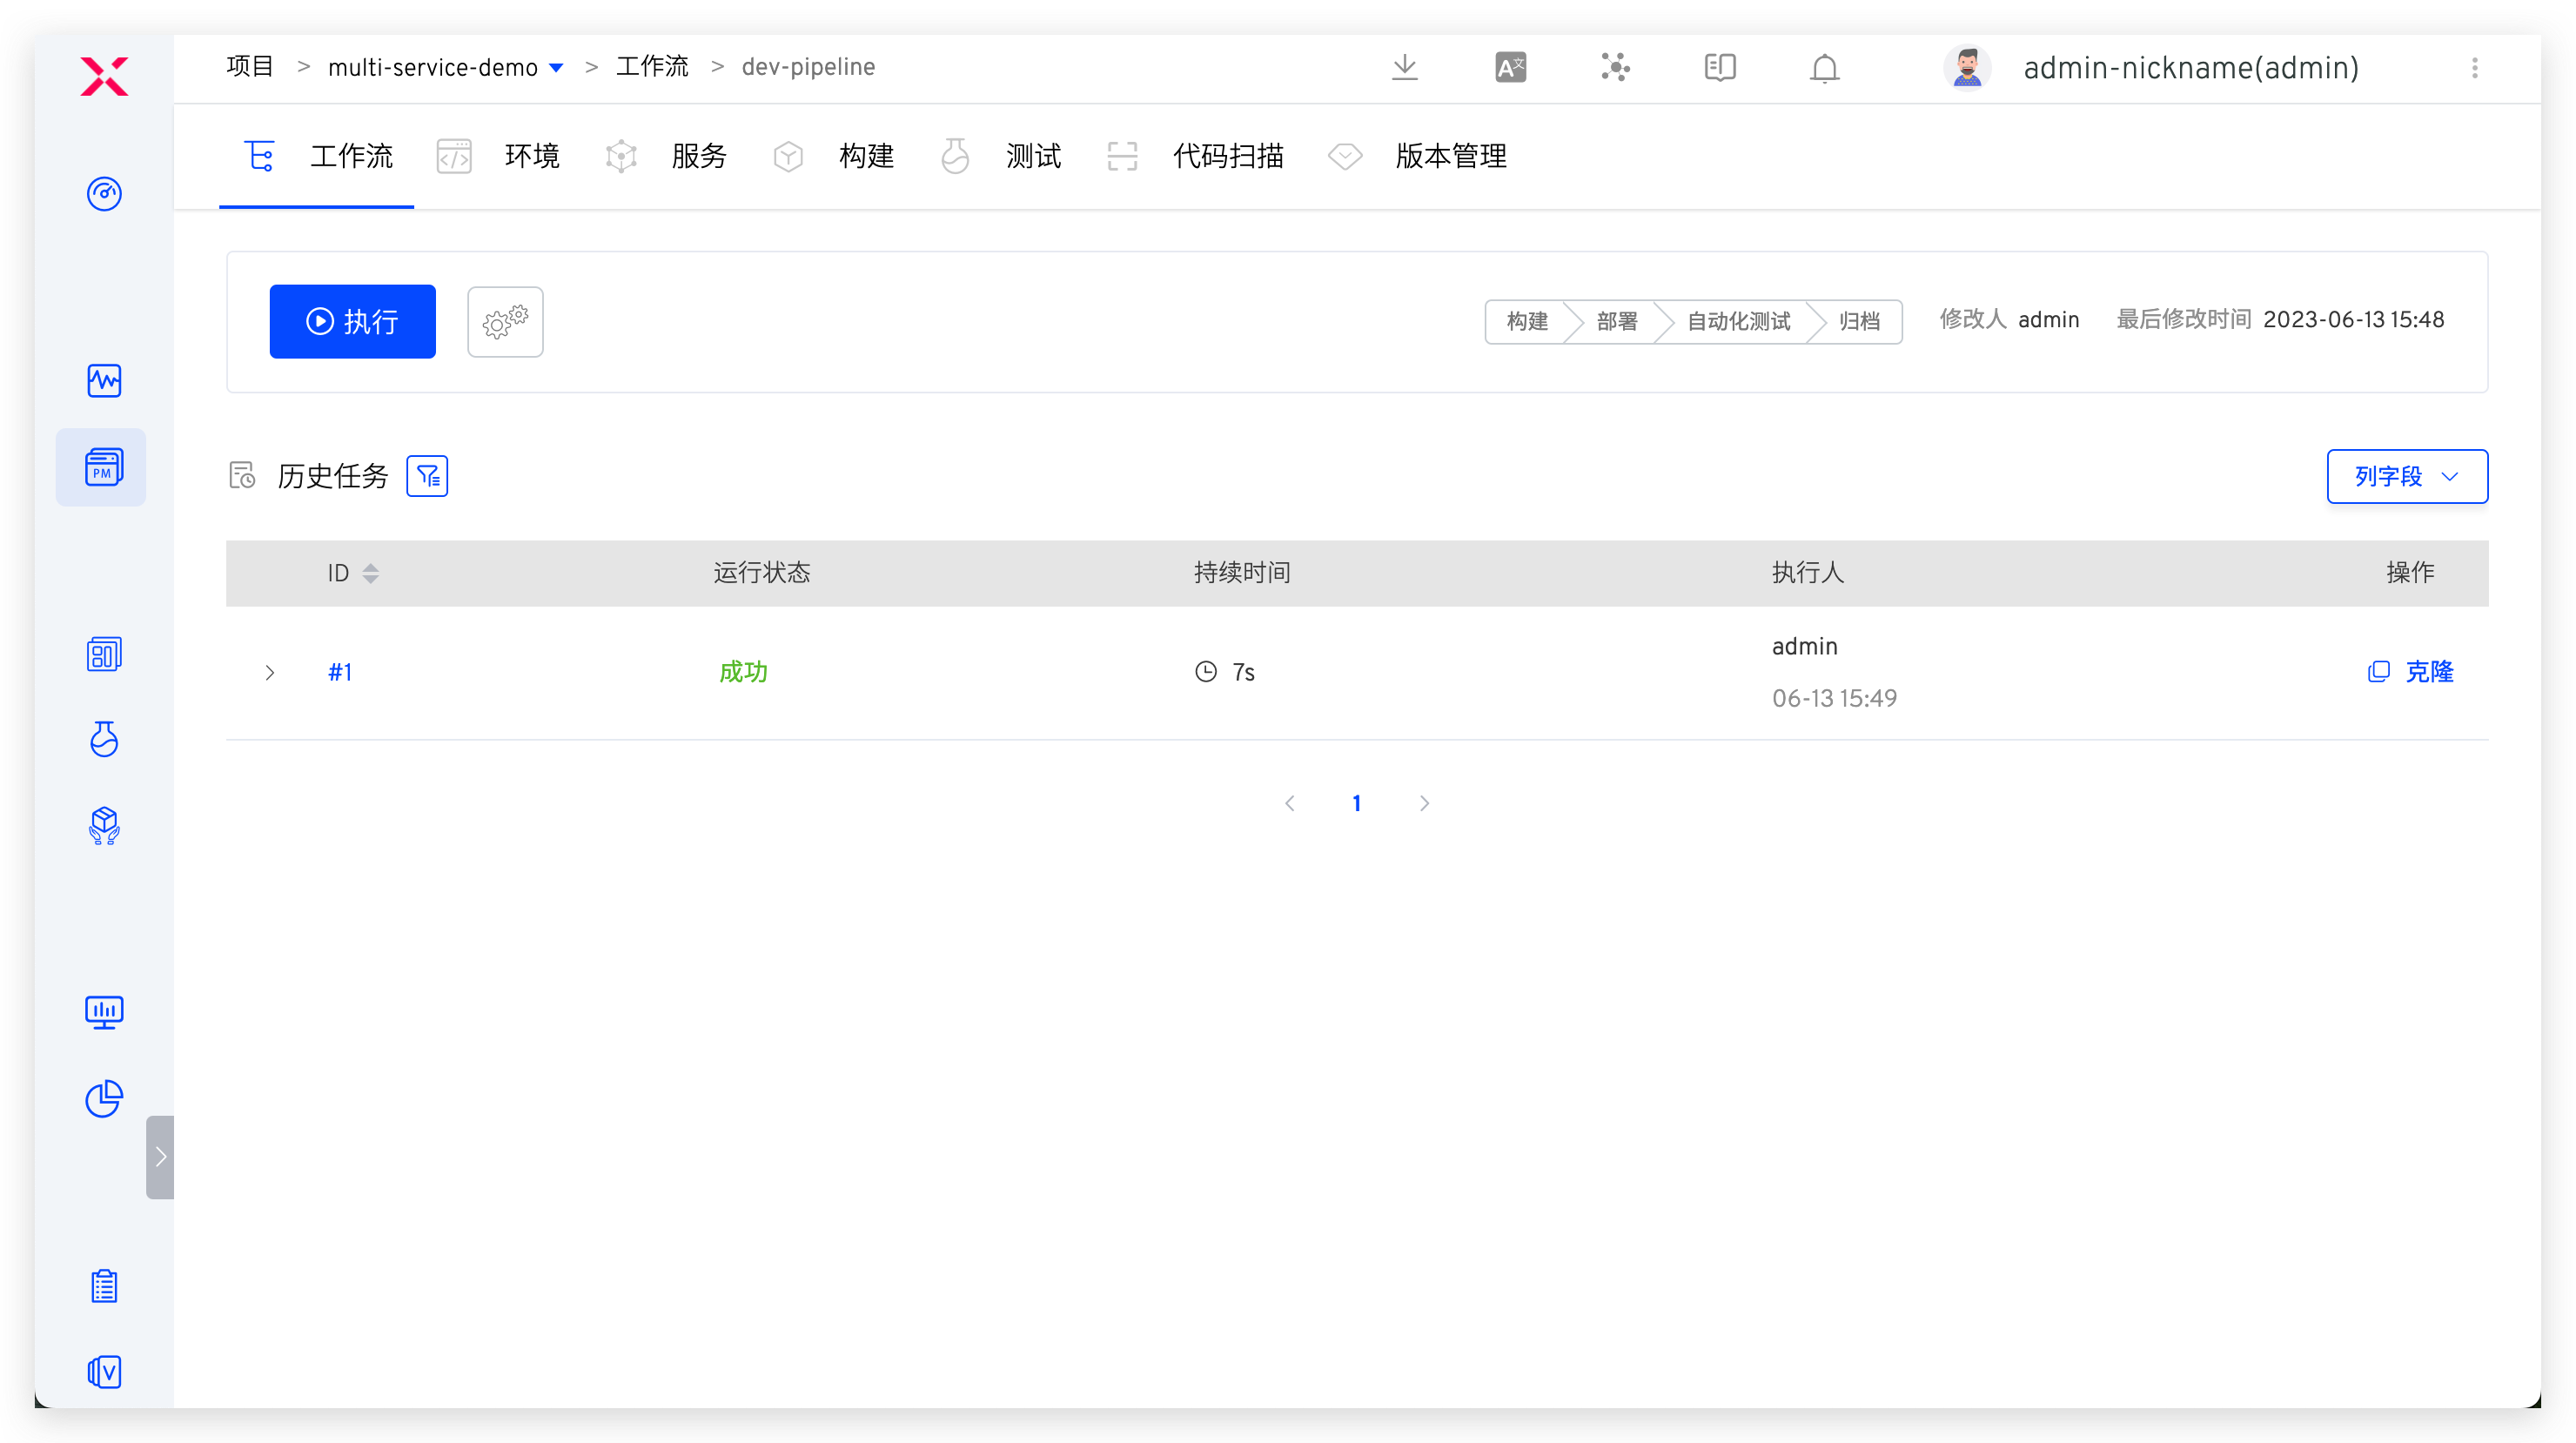 项目 > multi-service-demo > 工作流 > dev-pipeline
A文
admin-nickname(admin)
工作流 环境 服务 构建 测试 代码扫描 版本管理
执行
构建 部署 自动化测试 归档 修改人 admin 最后修改时间 2023-06-13 15:48
PM
历史任务
列字段
ID 运行状态 持续时间 执行人 操作
#1 成功 7s admin 克隆
06-13 15:49
1
V